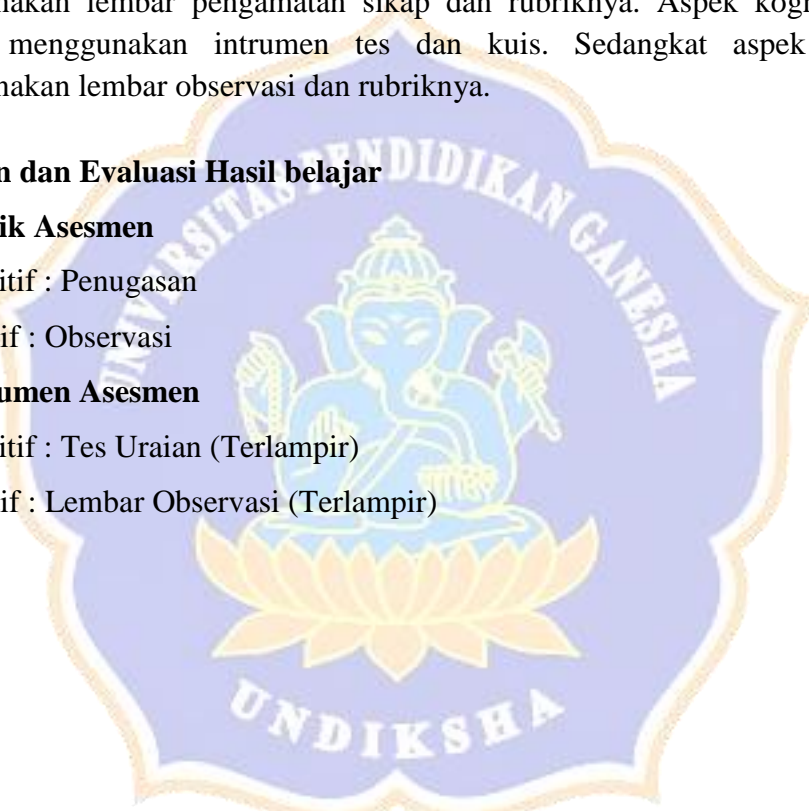 nakan lembar pengamatan sikap dan rubriknya. Aspek kogn
menggunakan intrumen tes dan kuis. Sedangkat aspek
nakan lembar observasi dan rubriknya.
n dan Evaluasi Hasil belajar
ik Asesmen
itif : Penugasan
if : Observasi
umen Asesmen
itif : Tes Uraian (Terlampir)
if : Lembar Observasi (Terlampir)
UNIVERSITAS PENDIDIKAN GANESHA
UNDIKSHA